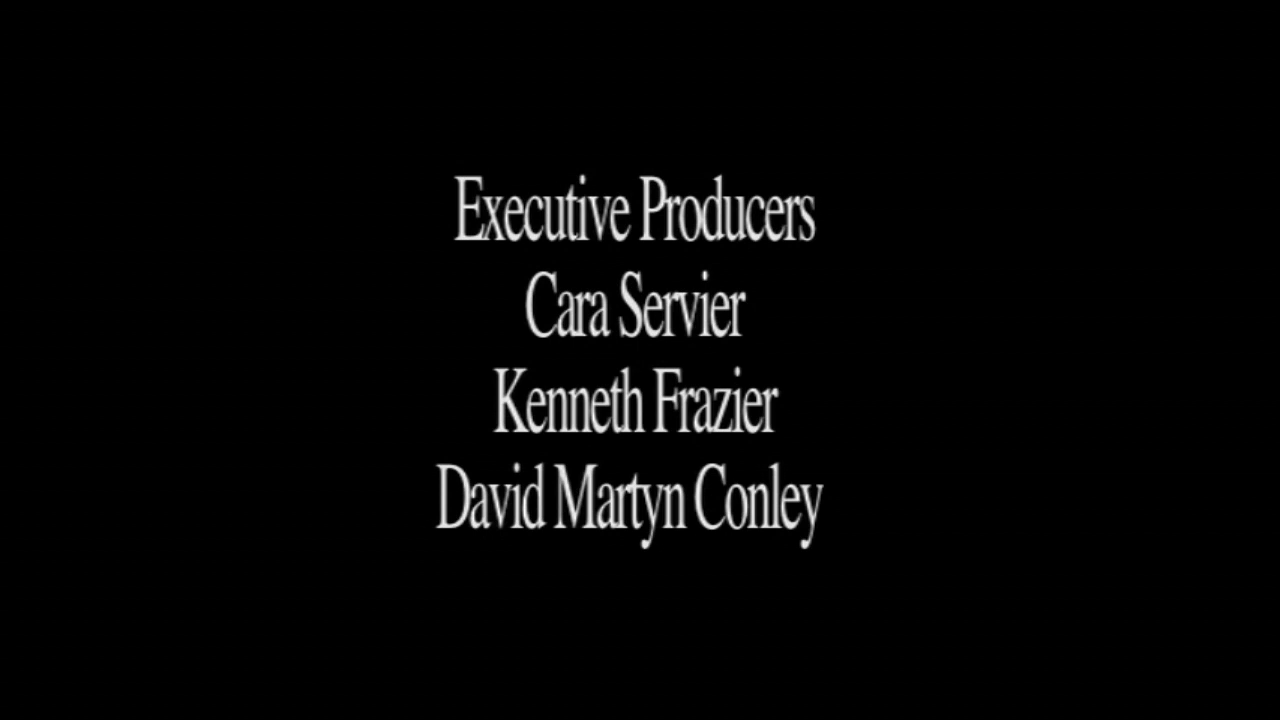 Executive Producers
Cara Servier
Kenneth Frazier
David Martyn Conley